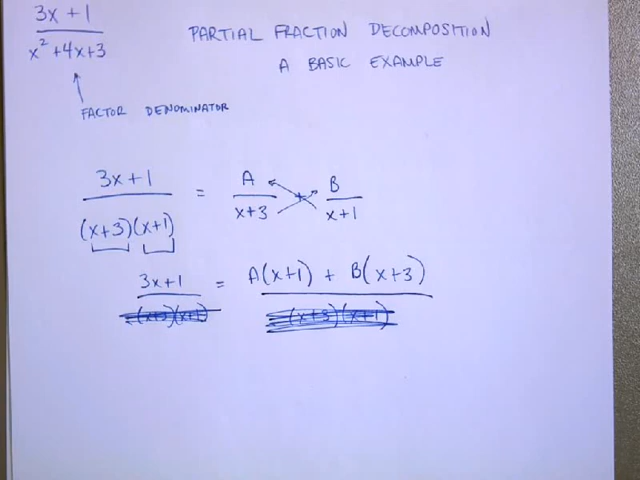 3x + 1
x² + 4x + 3
PARTIAL FRACTION DECOMPOSITION
A BASIC EXAMPLE
FACTOR DENOMINATOR
3x + 1 = A + B
(x+3)(x+1) x+3 x+1
3x+1 = A(x+1) + B(x+3)
(x+3)(x+1) (x+3)(x+1)